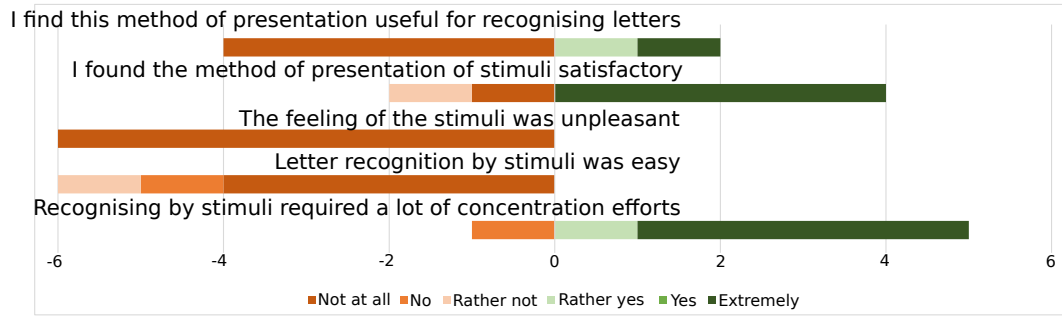 I find this method of presentation useful for recognising letters
I found the method of presentation of stimuli satisfactory
The feeling of the stimuli was unpleasant
Letter recognition by stimuli was easy
Recognising by stimuli required a lot of concentration efforts
-6 -4 -2 0 2 4 6
Not at all No Rather not Rather yes Yes Extremely